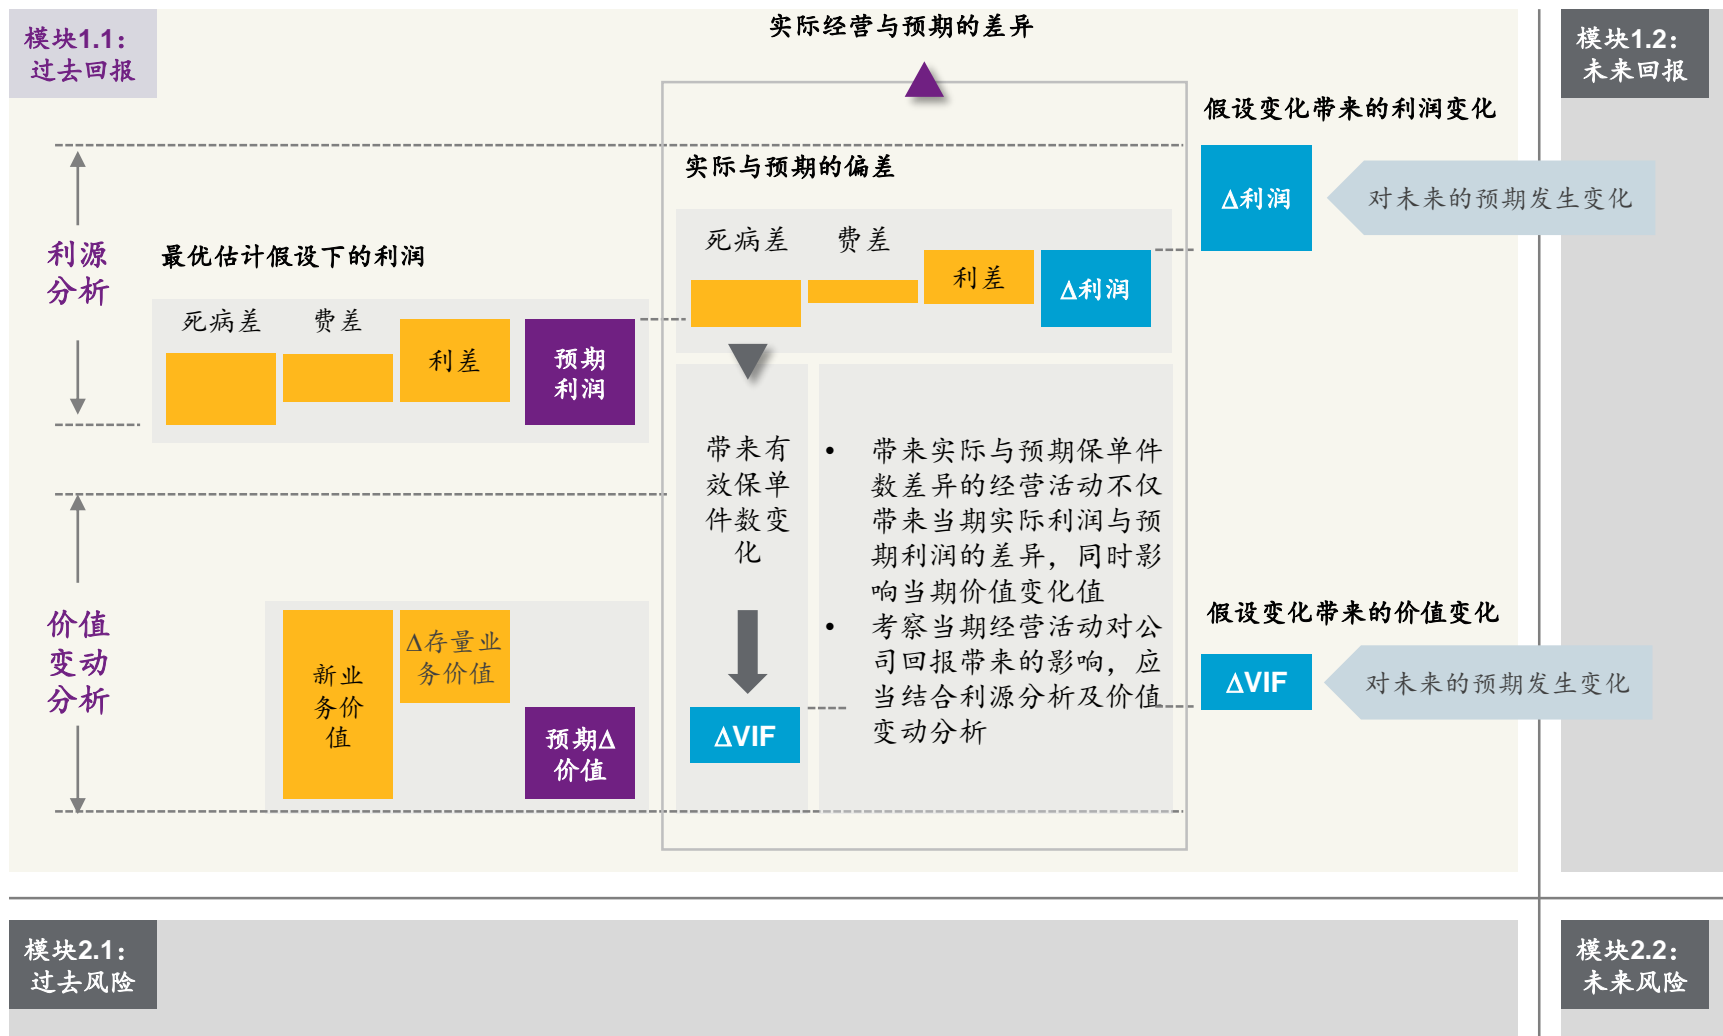 模块1.1：
过去回报
实际经营与预期的差异
模块1.2：
未来回报
假设变化带来的利润变化
实际与预期的偏差
Δ利润
对未来的预期发生变化
利源
分析
最优估计假设下的利润
死病差
费差
利差
Δ利润
死病差
费差
利差
预期
利润
带来有
效保单
件数变
化
• 带来实际与预期保单件
数差异的经营活动不仅
带来当期实际利润与预
期利润的差异，同时影
响当期价值变化值
• 考察当期经营活动对公
司回报带来的影响，应
当结合利源分析及价值
变动分析
价值
变动
分析
新业
务价
值
Δ存量业
务价值
预期Δ
价值
ΔVIF
假设变化带来的价值变化
ΔVIF
对未来的预期发生变化
模块2.1：
过去风险
模块2.2：
未来风险